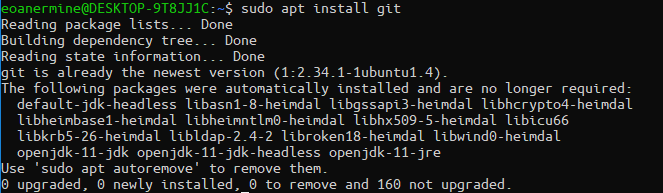 eoanermine@DESKTOP-9T8JJ1C:~$ sudo apt install git
Reading package lists... Done
Building dependency tree... Done
Reading state information... Done
git is already the newest version (1:2.34.1-1ubuntu1.4).
The following packages were automatically installed and are no longer required:
  default-jdk-headless libasn1-8-heimdal libgssapi3-heimdal libhcrypto4-heimdal
  libheimbase1-heimdal libheimntlm0-heimdal libhx509-5-heimdal libicu66
  libkrb5-26-heimdal libldap-2.4-2 libroken18-heimdal libwind0-heimdal
  openjdk-11-jdk openjdk-11-jdk-headless openjdk-11-jre
Use 'sudo apt autoremove' to remove them.
0 upgraded, 0 newly installed, 0 to remove and 160 not upgraded.